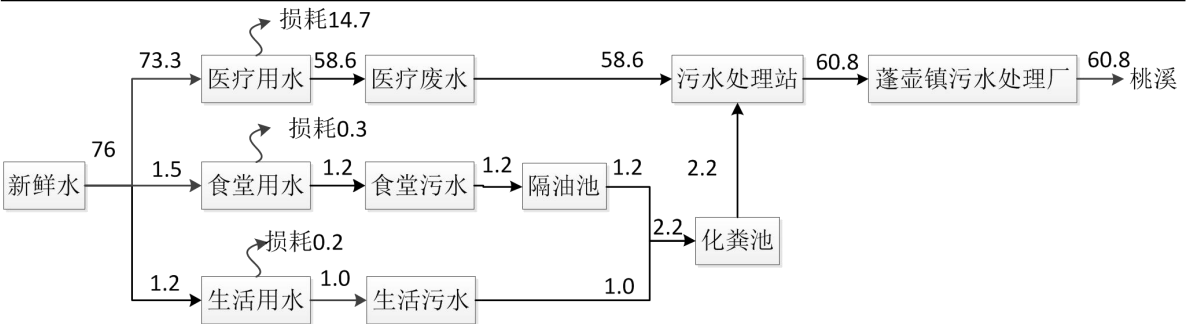 损耗14.7
73.3 医疗用水 58.6 医疗废水 58.6 污水处理站 60.8 蓬壶镇污水处理厂 60.8 桃溪
损耗0.3
76
新鲜水 1.5 食堂用水 1.2 食堂污水 1.2 隔油池 1.2 2.2
2.2 化粪池
损耗0.2
1.2 生活用水 1.0 生活污水 1.0